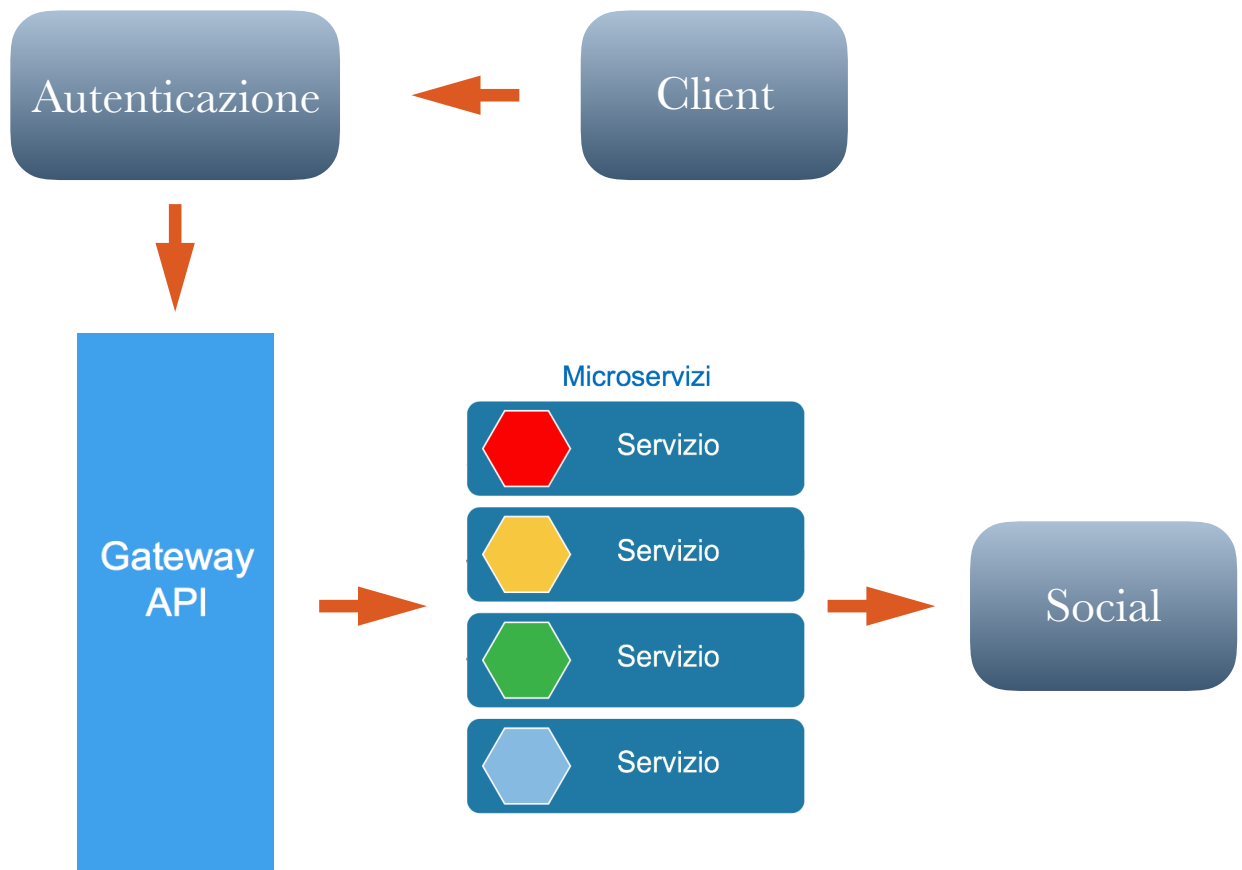 Autenticazione
Client
Microservizi
Servizio
Servizio
Gateway
API
Servizio
Servizio
Social